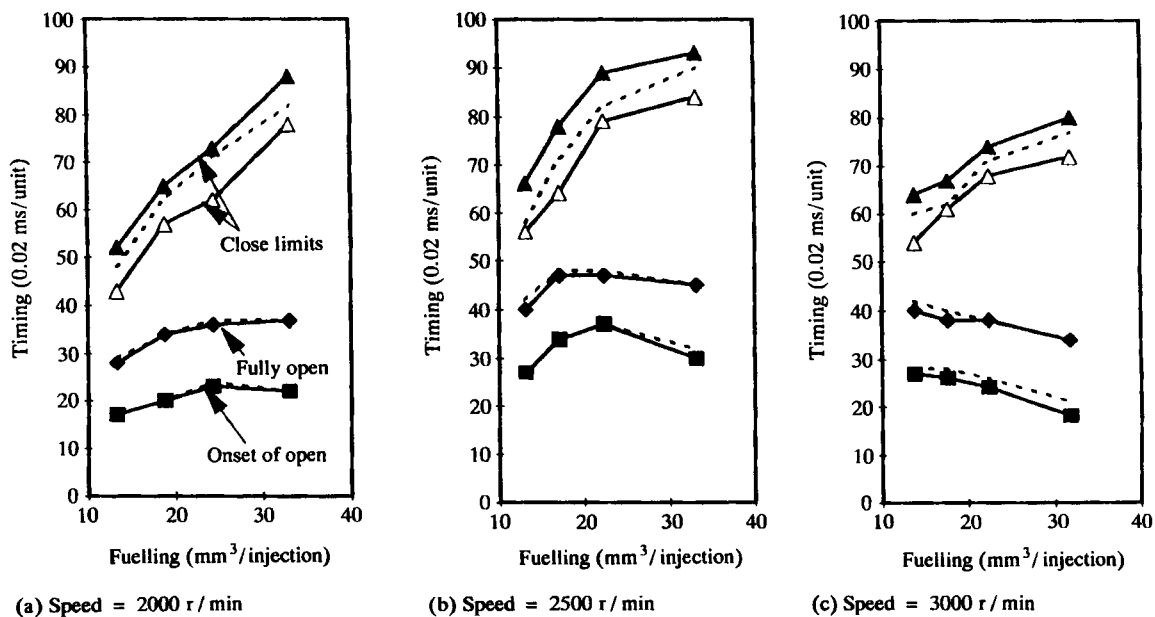 100
90
80
70
60
50
40
30
20
10
0
Timing (0.02 ms/unit)
Close limits
Fully open
Onset of open
10 20 30 40
Fuelling (mm³/injection)
(a) Speed = 2000 r/min
100
90
80
70
60
50
40
30
20
10
0
Timing (0.02 ms/unit)
10 20 30 40
Fuelling (mm³/injection)
(b) Speed = 2500 r/min
100
90
80
70
60
50
40
30
20
10
0
Timing (0.02 ms/unit)
10 20 30 40
Fuelling (mm³/injection)
(c) Speed = 3000 r/min